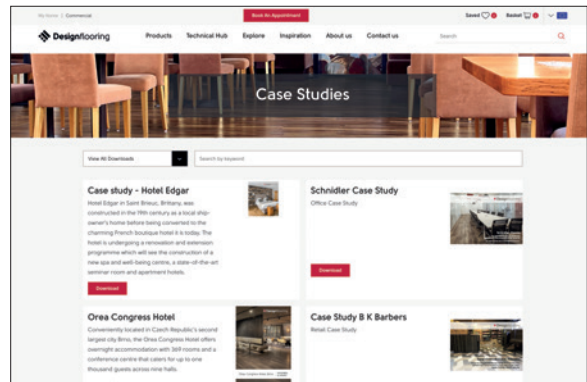 My Home | Commercial
Book An Appointment
Saved 0
Basket 0
Designflooring
Products
Technical Hub
Explore
Inspiration
About us
Contact us
Search
Case Studies
View All Downloads
Search by keyword
Case study - Hotel Edgar
Hotel Edgar in Saint Brieuc, Brittany, was
constructed in the 19th century as a local ship-
owner's home before being converted to the
charming French boutique hotel it is today. The
hotel is undergoing a renovation and extension
programme which will see the construction of a
new spa and well-being centre, a state-of-the-art
seminar room and apartment hotels.
Download
Schnidler Case Study
Office Case Study
Download
Orea Congress Hotel
Conveniently located in Czech Republic's second
largest city Brno, the Orea Congress Hotel offers
overnight accommodation with 369 rooms and a
conference centre that caters for up to one
thousand guests across nine halls.
Case Study B K Barbers
Retail Case Study